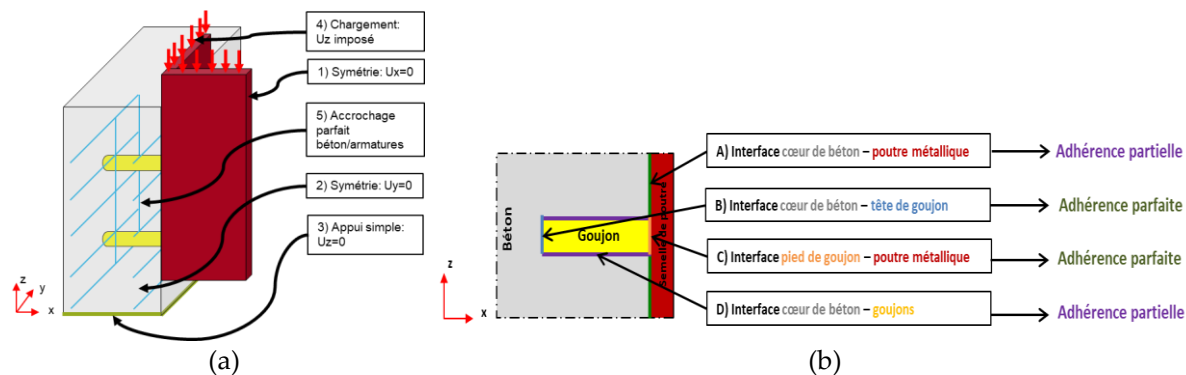 4) Chargement:
Uz imposé
1) Symétrie: Ux=0
5) Accrochage
parfait
béton/armatures
2) Symétrie: Uy=0
3) Appui simple:
Uz=0
z
y
x
(a)
Béton
Goujon
Semelle de poutre
z
x
A) Interface cœur de béton – poutre métallique
Adhérence partielle
B) Interface cœur de béton – tête de goujon
Adhérence parfaite
C) Interface pied de goujon – poutre métallique
Adhérence parfaite
D) Interface cœur de béton – goujons
Adhérence partielle
(b)